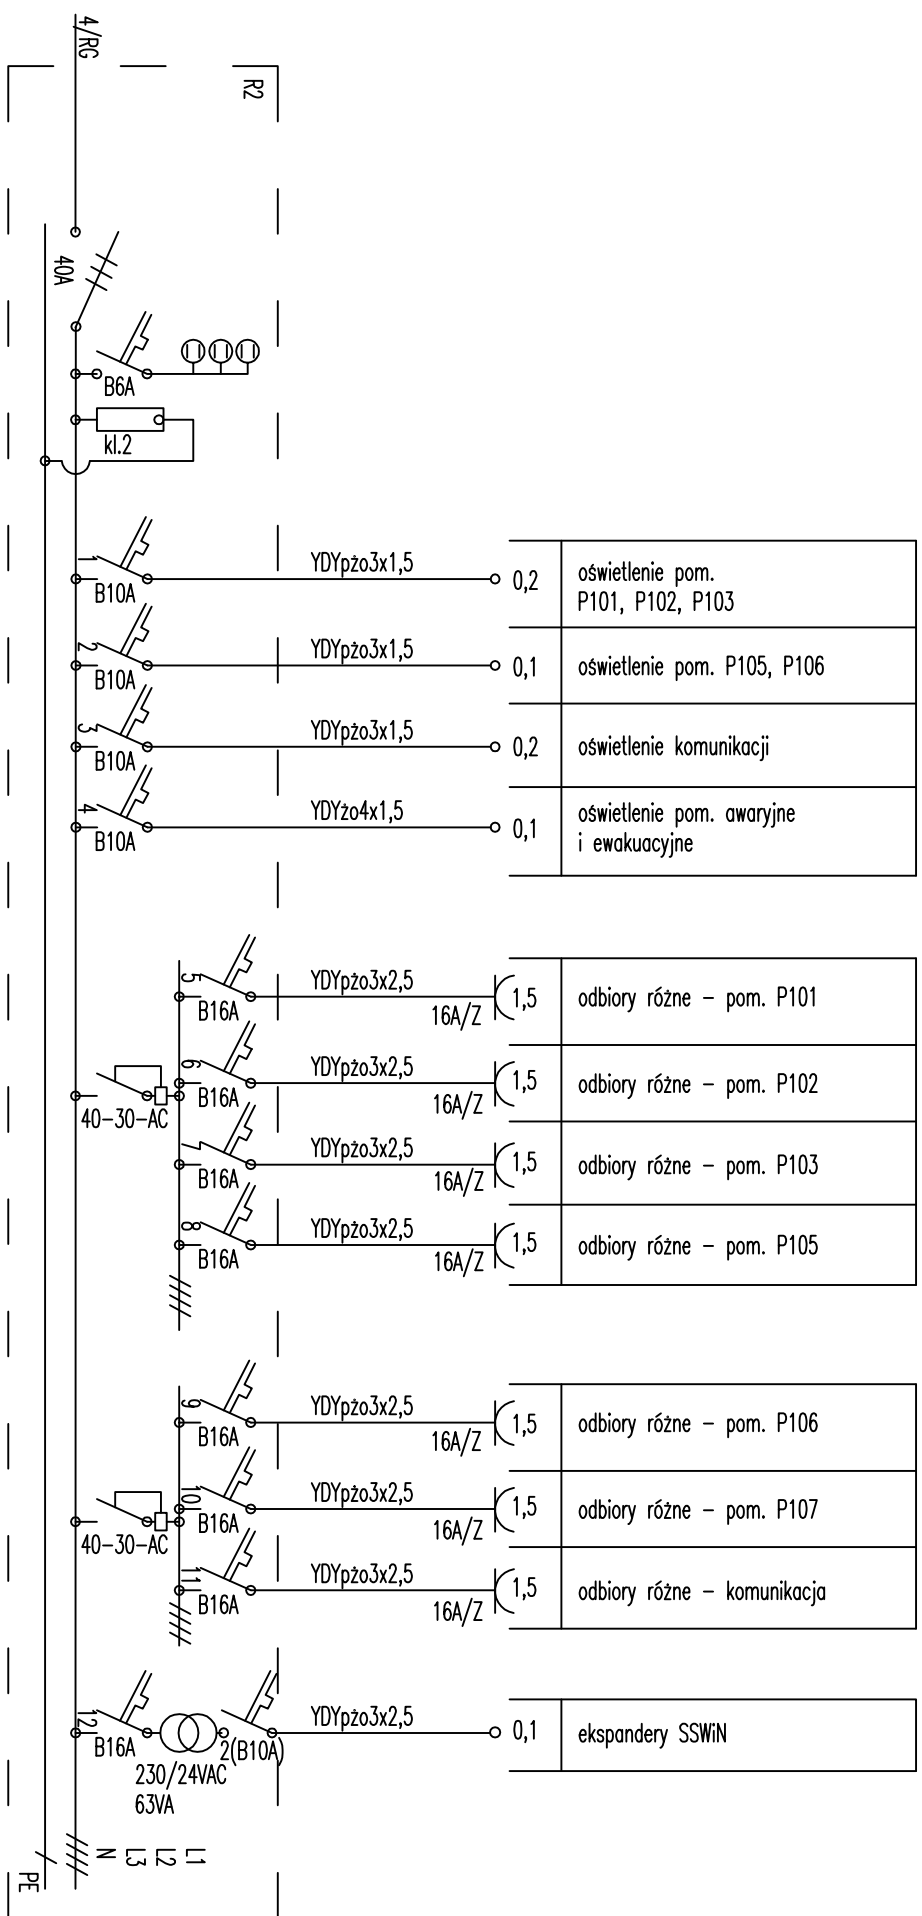 4/RG
R2
40A
B6A
kl.2
1
B10A
YDYpżo3x1,5
0,2
oświetlenie pom.
P101, P102, P103
2
B10A
YDYpżo3x1,5
0,1
oświetlenie pom. P105, P106
3
B10A
YDYpżo3x1,5
0,2
oświetlenie komunikacji
4
B10A
YDYżo4x1,5
0,1
oświetlenie pom. awaryjne
i ewakuacyjne
40-30-AC
5
B16A
YDYpżo3x2,5
16A/Z
1,5
odbiory różne – pom. P101
6
B16A
YDYpżo3x2,5
16A/Z
1,5
odbiory różne – pom. P102
7
B16A
YDYpżo3x2,5
16A/Z
1,5
odbiory różne – pom. P103
8
B16A
YDYpżo3x2,5
16A/Z
1,5
odbiory różne – pom. P105
40-30-AC
9
B16A
YDYpżo3x2,5
16A/Z
1,5
odbiory różne – pom. P106
10
B16A
YDYpżo3x2,5
16A/Z
1,5
odbiory różne – pom. P107
11
B16A
YDYpżo3x2,5
16A/Z
1,5
odbiory różne – komunikacja
12
B16A
230/24VAC
63VA
2(B10A)
YDYpżo3x2,5
0,1
ekspandery SSWiN
L1
L2
L3
N
PE